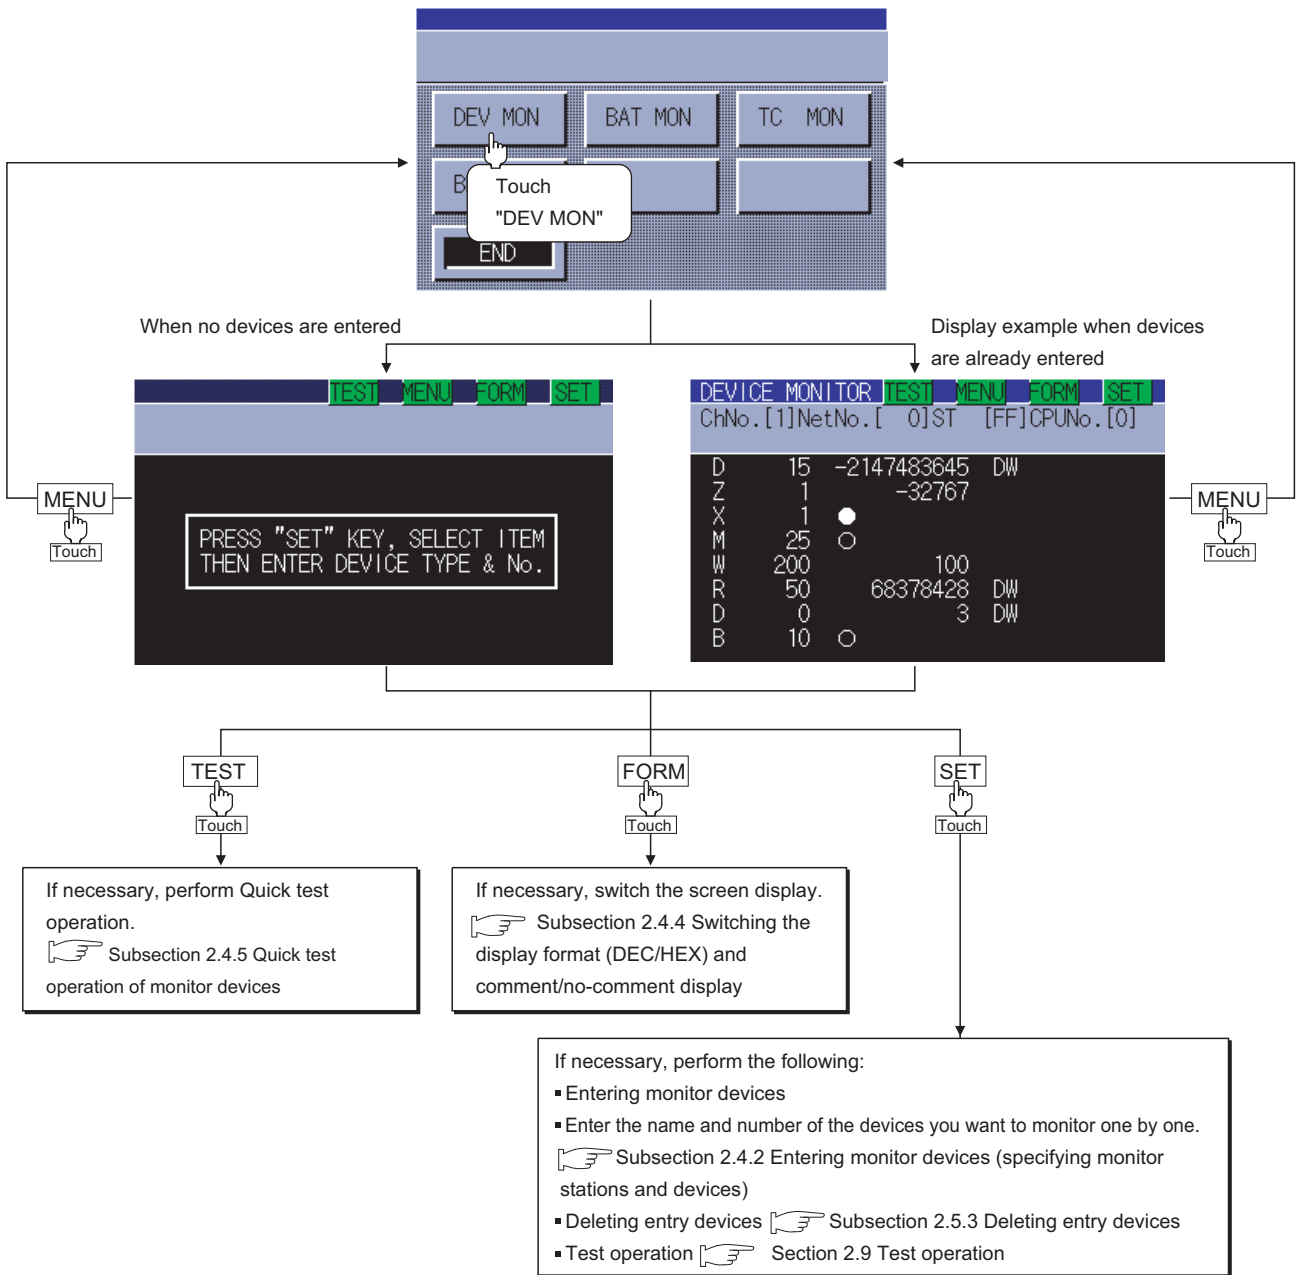 DEV MON
BAT MON
TC MON
B
Touch
"DEV MON"
END
When no devices are entered
Display example when devices
are already entered
TEST MENU FORM SET
PRESS "SET" KEY, SELECT ITEM
THEN ENTER DEVICE TYPE & No.
DEVICE MONITOR TEST MENU FORM SET
ChNo.[1]NetNo.[ 0]ST [FF]CPUNo.[0]
D 15 -2147483645 DW
Z 1 -32767
X 1 ●
M 25 ○
W 200 100
R 50 68378428 DW
D 0 3 DW
B 10 ○
MENU
Touch
MENU
Touch
TEST
Touch
FORM
Touch
SET
Touch
If necessary, perform Quick test
operation.
Subsection 2.4.5 Quick test
operation of monitor devices
If necessary, switch the screen display.
Subsection 2.4.4 Switching the
display format (DEC/HEX) and
comment/no-comment display
If necessary, perform the following:
▪ Entering monitor devices
▪ Enter the name and number of the devices you want to monitor one by one.
Subsection 2.4.2 Entering monitor devices (specifying monitor
stations and devices)
▪ Deleting entry devices Subsection 2.5.3 Deleting entry devices
▪ Test operation Section 2.9 Test operation